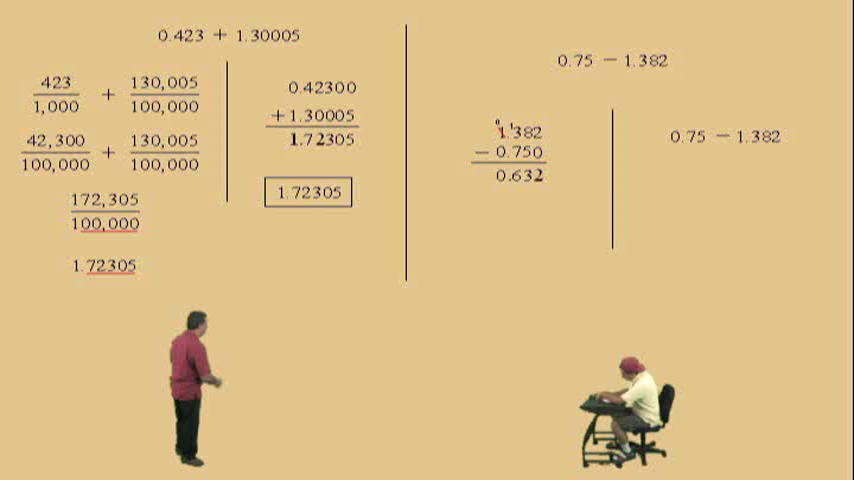 0.423 + 1.30005
423/1,000 + 130,005/100,000
42,300/100,000 + 130,005/100,000
172,305/100,000
1.72305
0.42300
+1.30005
1.72305
1.72305
0.75 − 1.382
0 1
1.382
− 0.750
0.632
0.75 − 1.382